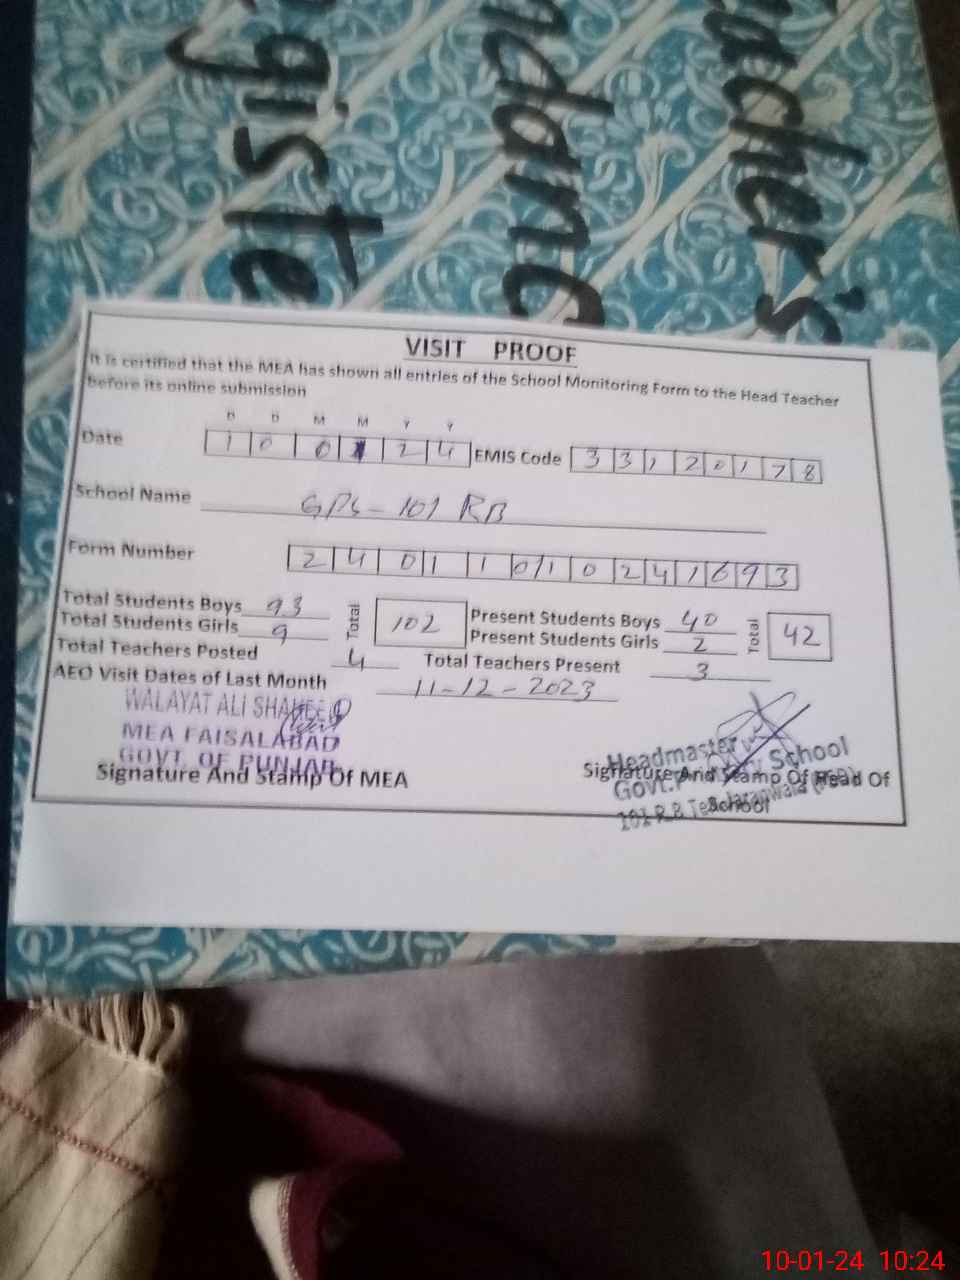 Teacher's
ndanc
giste
VISIT PROOF
It is certified that the MEA has shown all entries of the School Monitoring Form to the Head Teacher
before its online submission
D D M M Y Y
Date 1 0 0 1 2 4 EMIS Code 3 3 1 2 0 1 7 8
School Name GPS - 101 RB
Form Number 2 4 0 1 1 0 1 0 2 4 1 6 9 3
Total Students Boys 93 Total 102 Present Students Boys 40 Total 42
Total Students Girls 9 Present Students Girls 2
Total Teachers Posted 4 Total Teachers Present 3
AEO Visit Dates of Last Month 11-12-2023
WALAYAT ALI SHAHEED
MEA FAISALABAD
GOVT. OF PUNJAB
Signature And Stamp Of MEA
Headmaster
School
Signature And Stamp Of Head Of
School
Govt.
101 R.B
10-01-24 10:24